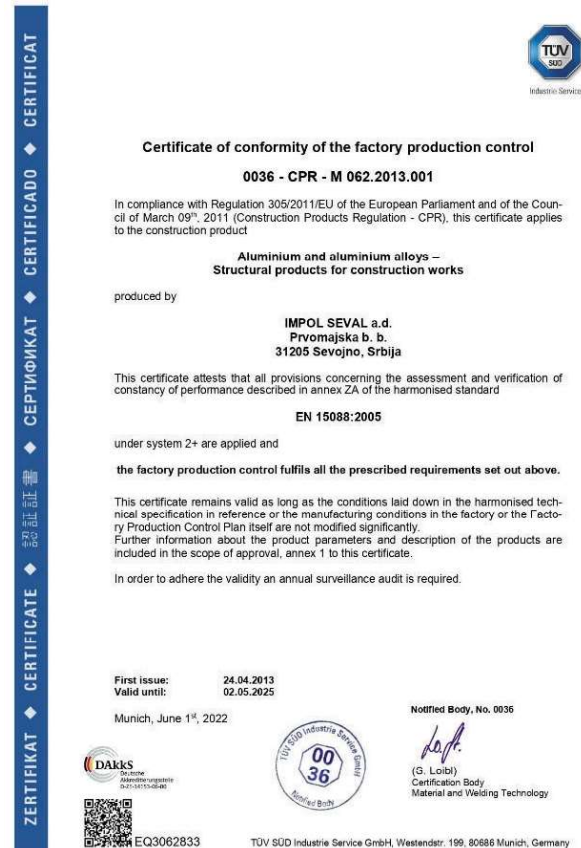 ZERTIFIKAT ◆ CERTIFICATE ◆ 認証証書 ◆ СЕРТИФИКАТ ◆ CERTIFICADO ◆ CERTIFICAT
TÜV
SÜD
Industrie Service
Certificate of conformity of the factory production control
0036 - CPR - M 062.2013.001
In compliance with Regulation 305/2011/EU of the European Parliament and of the Coun-
cil of March 09th, 2011 (Construction Products Regulation - CPR), this certificate applies
to the construction product
Aluminium and aluminium alloys –
Structural products for construction works
produced by
IMPOL SEVAL a.d.
Prvomajska b. b.
31205 Sevojno, Srbija
This certificate attests that all provisions concerning the assessment and verification of
constancy of performance described in annex ZA of the harmonised standard
EN 15088:2005
under system 2+ are applied and
the factory production control fulfils all the prescribed requirements set out above.
This certificate remains valid as long as the conditions laid down in the harmonised tech-
nical specification in reference or the manufacturing conditions in the factory or the Facto-
ry Production Control Plan itself are not modified significantly.
Further information about the product parameters and description of the products are
included in the scope of approval, annex 1 to this certificate.
In order to adhere the validity an annual surveillance audit is required.
First issue: 24.04.2013
Valid until: 02.05.2025
Munich, June 1st, 2022
Notified Body, No. 0036
TÜV SÜD Industrie Service GmbH
00
36
Notified Body
(G. Loibl)
Certification Body
Material and Welding Technology
DAkkS
Deutsche
Akkreditierungsstelle
EQ3062833
TÜV SÜD Industrie Service GmbH, Westendstr. 199, 80686 Munich, Germany